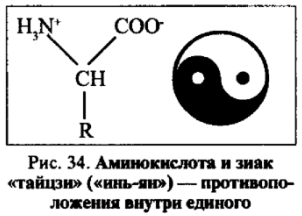 H₃N⁺ COO⁻
CH
R
Рис. 34. Аминокислота и знак
«тайцзи» («инь-ян») — противопо-
ложения внутри единого